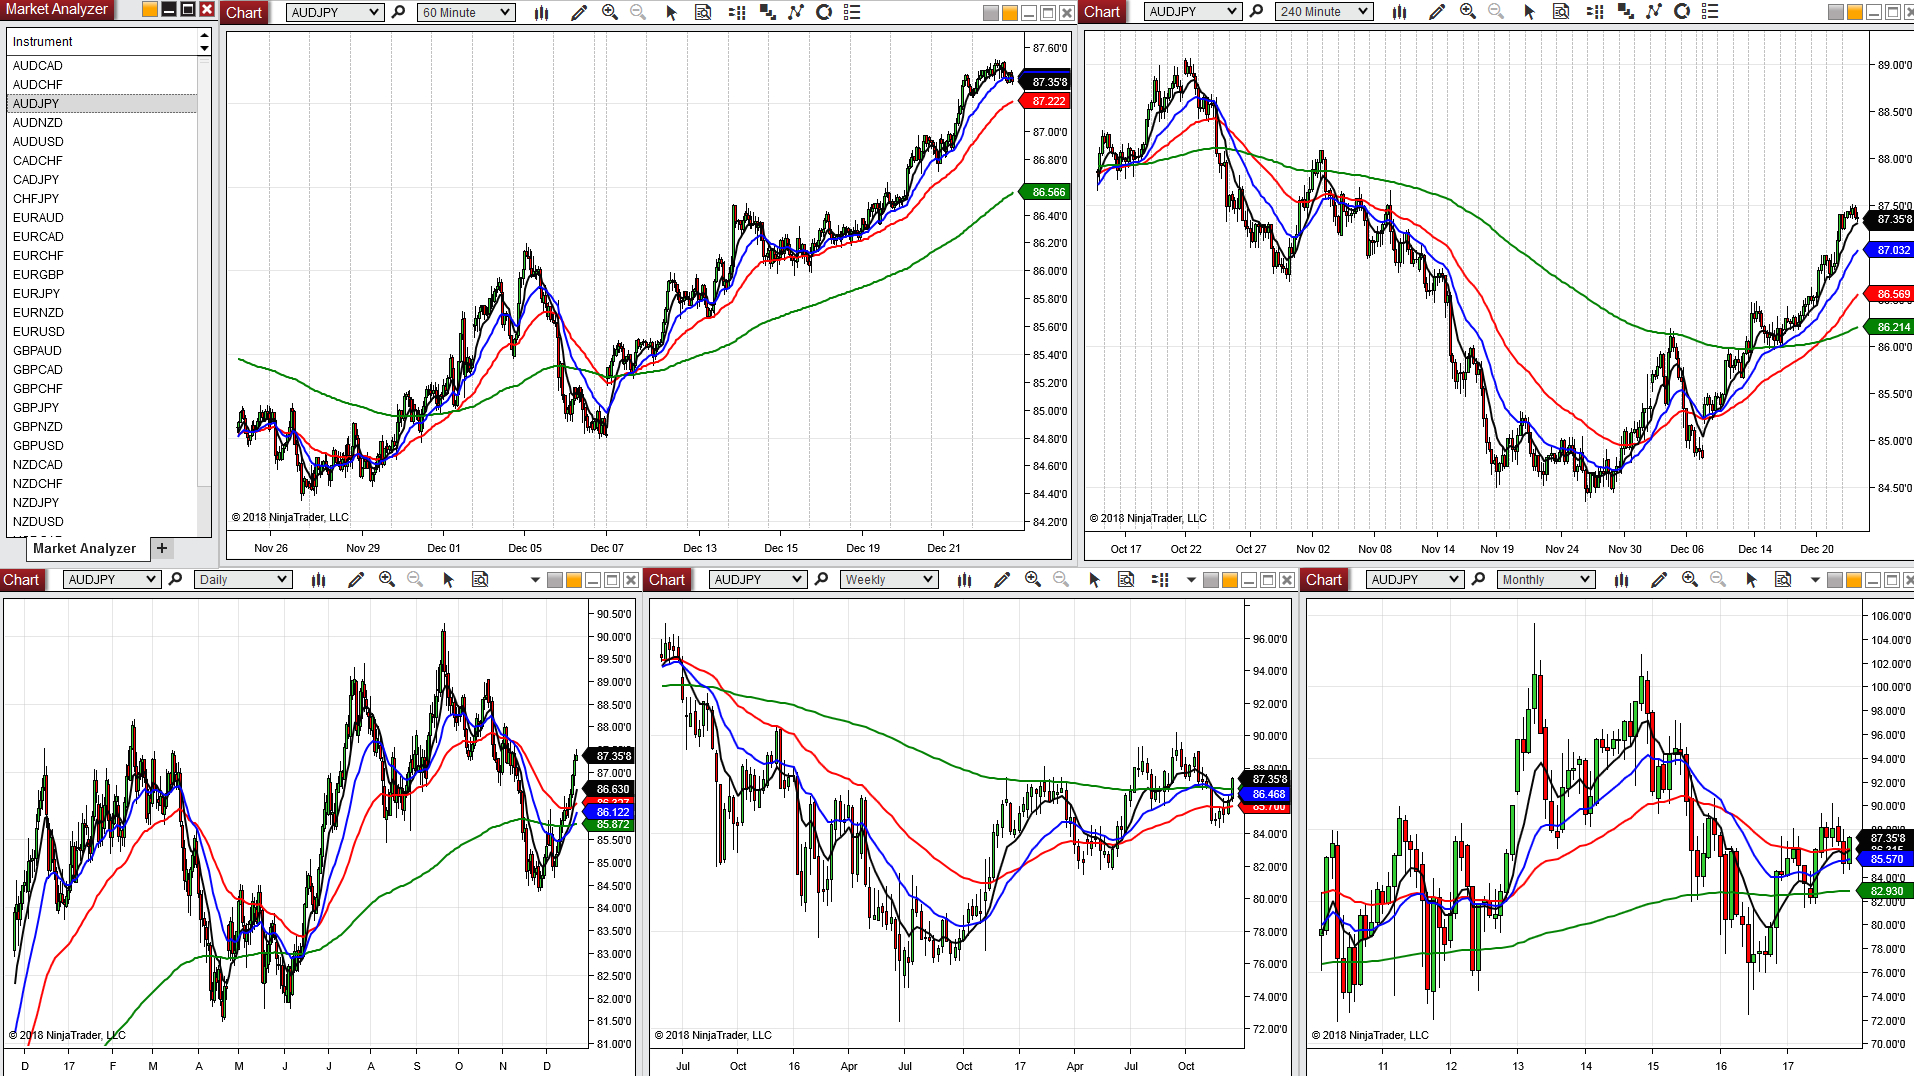 Market Analyzer
Instrument
AUDCAD
AUDCHF
AUDJPY
AUDNZD
AUDUSD
CADCHF
CADJPY
CHFJPY
EURAUD
EURCAD
EURCHF
EURGBP
EURJPY
EURNZD
EURUSD
GBPAUD
GBPCAD
GBPCHF
GBPJPY
GBPNZD
GBPUSD
NZDCAD
NZDCHF
NZDJPY
NZDUSD
Market Analyzer +
Chart AUDJPY 60 Minute
87.60'0
87.35'8
87.222
87.00'0
86.80'0
86.566
86.40'0
86.20'0
86.00'0
85.80'0
85.60'0
85.40'0
85.20'0
85.00'0
84.80'0
84.60'0
84.40'0
84.20'0
© 2018 NinjaTrader, LLC
Nov 26 Nov 29 Dec 01 Dec 05 Dec 07 Dec 13 Dec 15 Dec 19 Dec 21
Chart AUDJPY 240 Minute
89.00'0
88.50'0
88.00'0
87.50'0
87.35'8
87.032
86.569
86.214
86.00'0
85.50'0
85.00'0
84.50'0
© 2018 NinjaTrader, LLC
Oct 17 Oct 22 Oct 27 Nov 02 Nov 08 Nov 14 Nov 19 Nov 24 Nov 30 Dec 06 Dec 14 Dec 20
Chart AUDJPY Daily
90.50'0
90.00'0
89.50'0
89.00'0
88.50'0
88.00'0
87.35'8
87.00'0
86.630
86.122
85.872
85.50'0
85.00'0
84.50'0
84.00'0
83.50'0
83.00'0
82.50'0
82.00'0
81.50'0
81.00'0
© 2018 NinjaTrader, LLC
D 17 F M A M J J A S O N D
Chart AUDJPY Weekly
96.00'0
94.00'0
92.00'0
90.00'0
87.35'8
86.468
84.00'0
82.00'0
80.00'0
78.00'0
76.00'0
74.00'0
72.00'0
© 2018 NinjaTrader, LLC
Jul Oct 16 Apr Jul Oct 17 Apr Jul Oct
Chart AUDJPY Monthly
106.00'0
104.00'0
102.00'0
100.00'0
98.00'0
96.00'0
94.00'0
92.00'0
90.00'0
87.35'8
85.570
84.00'0
82.930
82.00'0
80.00'0
78.00'0
76.00'0
74.00'0
72.00'0
70.00'0
© 2018 NinjaTrader, LLC
11 12 13 14 15 16 17